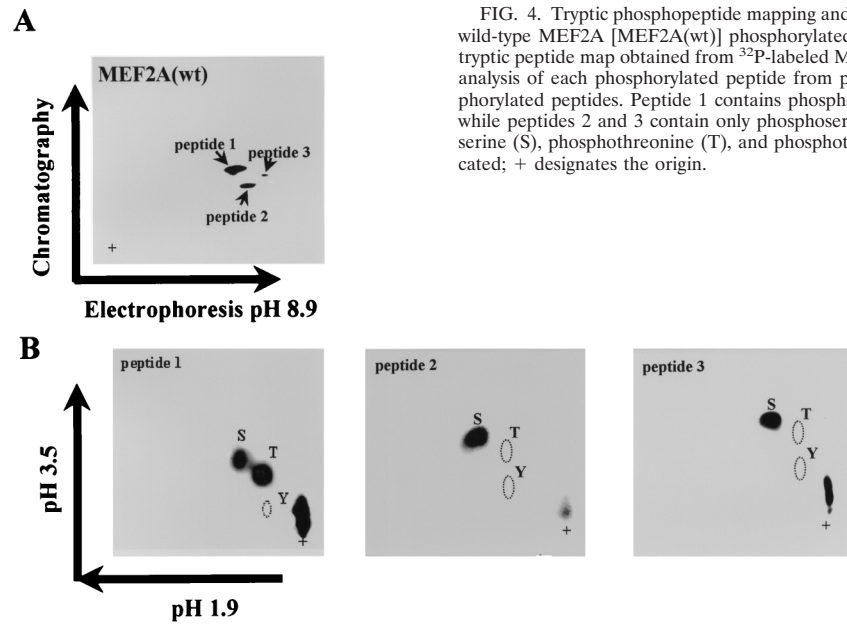 A
MEF2A(wt)
peptide 1
peptide 3
peptide 2
+
Chromatography
Electrophoresis pH 8.9
FIG. 4. Tryptic phosphopeptide mapping and
wild-type MEF2A [MEF2A(wt)] phosphorylated
tryptic peptide map obtained from ³²P-labeled M
analysis of each phosphorylated peptide from p
phorylated peptides. Peptide 1 contains phosph
while peptides 2 and 3 contain only phosphoser
serine (S), phosphothreonine (T), and phosphot
cated; + designates the origin.
B
peptide 1
S
T
Y
+
peptide 2
S
T
Y
+
peptide 3
S
T
Y
+
pH 3.5
pH 1.9